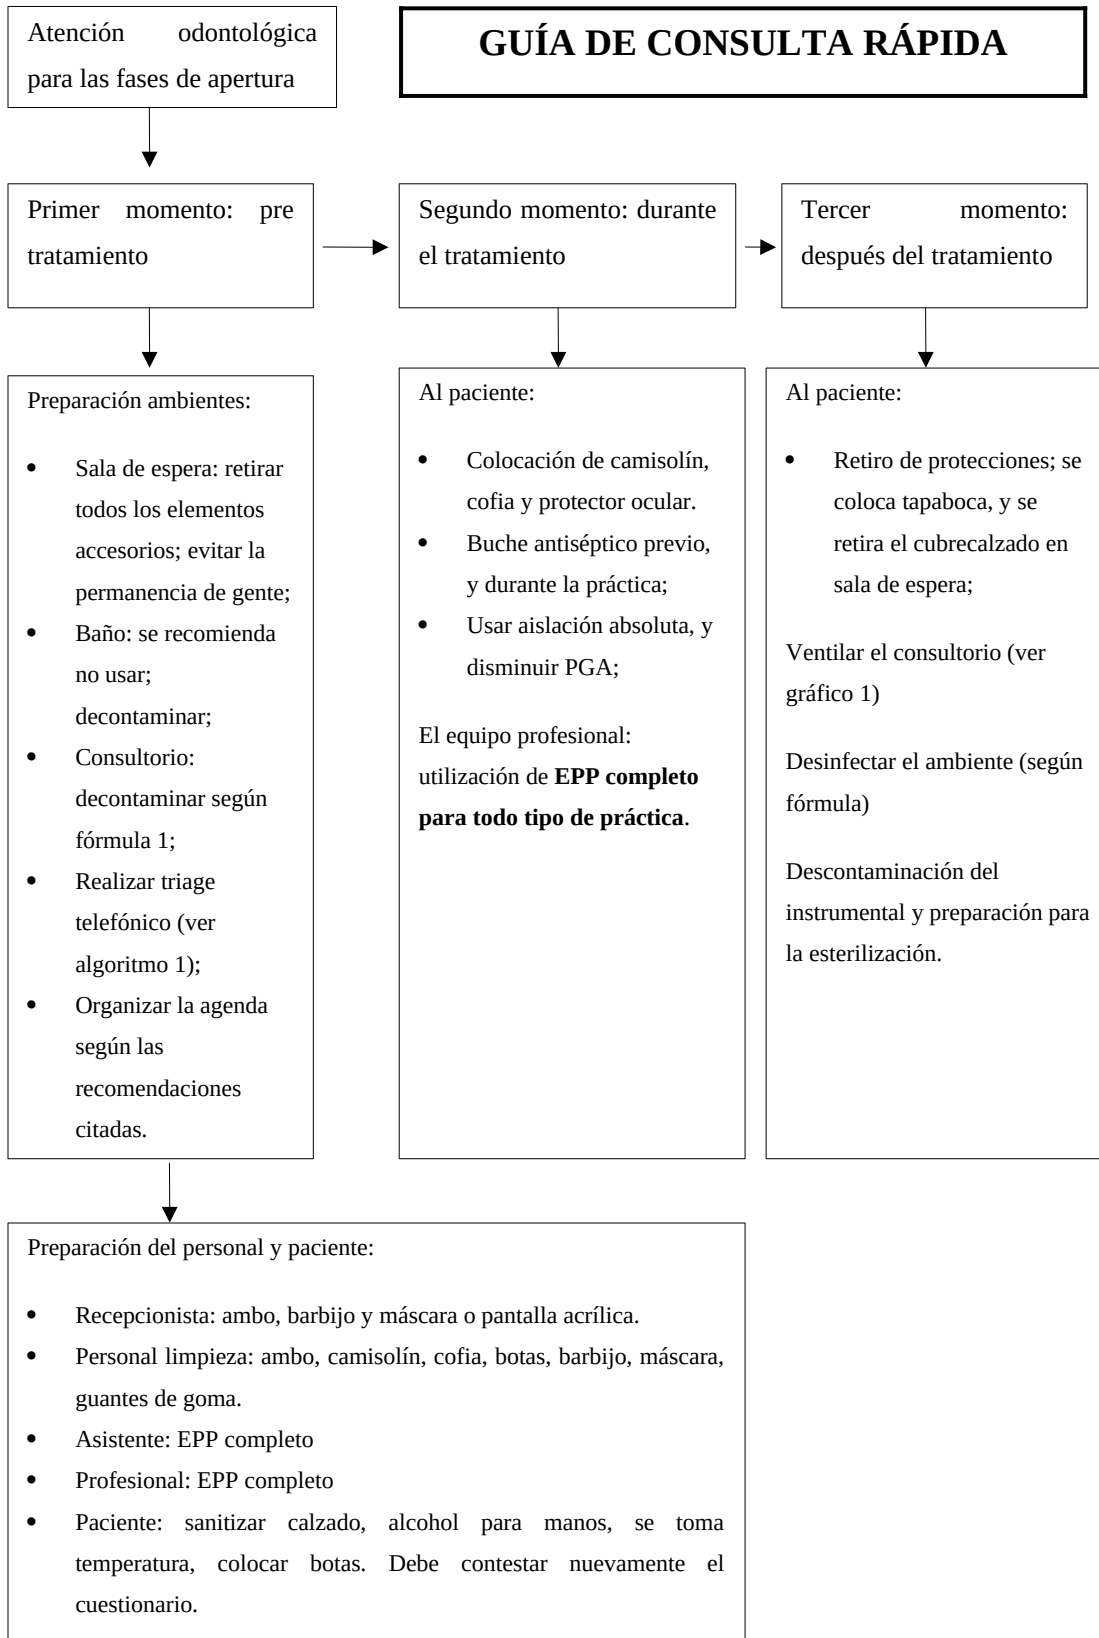 Atención odontológica
para las fases de apertura
GUÍA DE CONSULTA RÁPIDA
Primer momento: pre
tratamiento
Segundo momento: durante
el tratamiento
Tercer momento:
después del tratamiento
Preparación ambientes:
• Sala de espera: retirar
todos los elementos
accesorios; evitar la
permanencia de gente;
• Baño: se recomienda
no usar;
decontaminar;
• Consultorio:
decontaminar según
fórmula 1;
• Realizar triage
telefónico (ver
algoritmo 1);
• Organizar la agenda
según las
recomendaciones
citadas.
Al paciente:
• Colocación de camisolín,
cofia y protector ocular.
• Buche antiséptico previo,
y durante la práctica;
• Usar aislación absoluta, y
disminuir PGA;
El equipo profesional:
utilización de EPP completo
para todo tipo de práctica.
Al paciente:
• Retiro de protecciones; se
coloca tapaboca, y se
retira el cubrecalzado en
sala de espera;
Ventilar el consultorio (ver
gráfico 1)
Desinfectar el ambiente (según
fórmula)
Descontaminación del
instrumental y preparación para
la esterilización.
Preparación del personal y paciente:
• Recepcionista: ambo, barbijo y máscara o pantalla acrílica.
• Personal limpieza: ambo, camisolín, cofia, botas, barbijo, máscara,
guantes de goma.
• Asistente: EPP completo
• Profesional: EPP completo
• Paciente: sanitizar calzado, alcohol para manos, se toma
temperatura, colocar botas. Debe contestar nuevamente el
cuestionario.